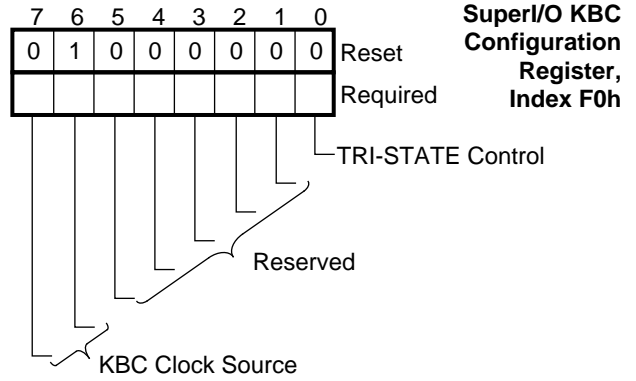 7 6 5 4 3 2 1 0
0 1 0 0 0 0 0 0 Reset
Required
SuperI/O KBC
Configuration
Register,
Index F0h
TRI-STATE Control
Reserved
KBC Clock Source